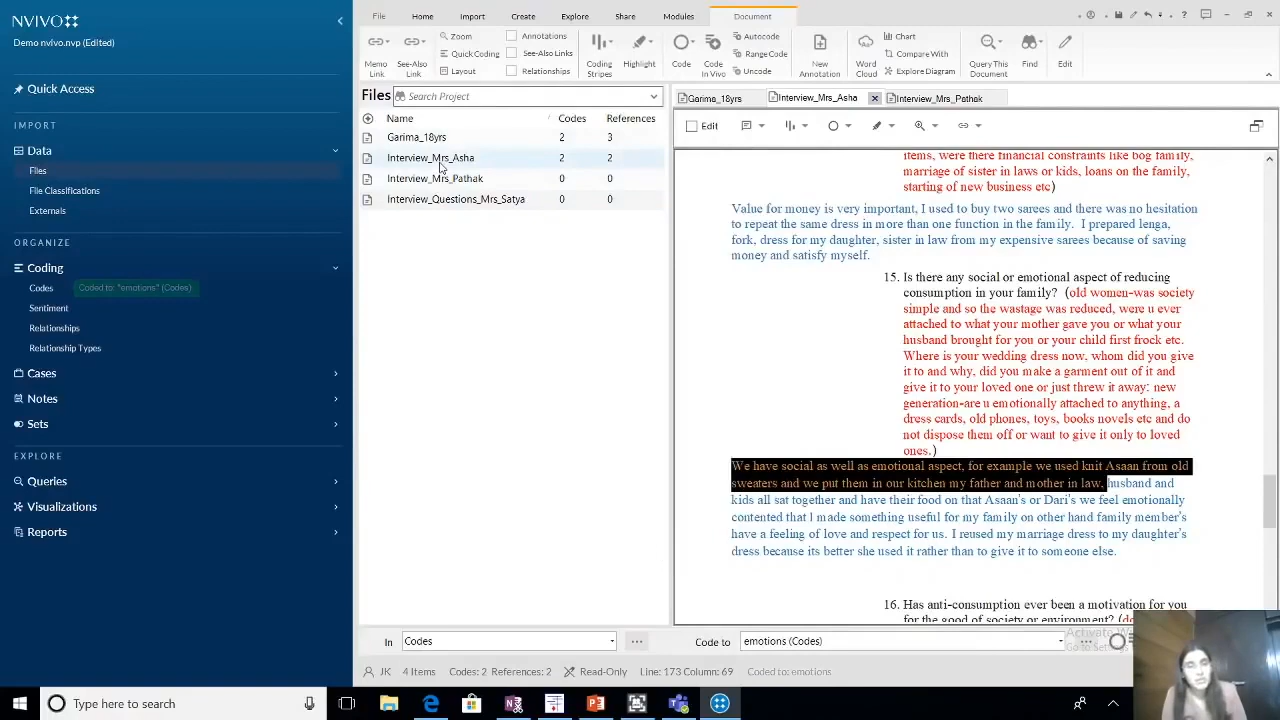 NVIVO
Demo nvivo.nvp (Edited)
Quick Access
IMPORT
Data
Files
File Classifications
Externals
ORGANIZE
Coding
Codes
Coded to: "emotions" (Codes)
Sentiment
Relationships
Relationship Types
Cases
Notes
Sets
EXPLORE
Queries
Visualizations
Reports
File Home Import Create Explore Share Modules Document
Memo Link
See-Also Link
Zoom
Quick Coding
Layout
Annotations
See-Also Links
Relationships
Coding Stripes
Highlight
Code
Code In Vivo
Autocode
Range Code
Uncode
New Annotation
Word Cloud
Chart
Compare With
Explore Diagram
Query This Document
Find
Edit
Files Search Project
Name Codes References
Garima_18yrs 2 3
Interview_Mrs_Asha 2 2
Interview_Mrs_Pathak 0 0
Interview_Questions_Mrs_Satya 0 0
Garima_18yrs Interview_Mrs_Asha Interview_Mrs_Pathak
Edit
items, were there financial constraints like bog family,
marriage of sister in laws or kids, loans on the family,
starting of new business etc)
Value for money is very important, I used to buy two sarees and there was no hesitation
to repeat the same dress in more than one function in the family. I prepared lenga,
fork, dress for my daughter, sister in law from my expensive sarees because of saving
money and satisfy myself.
15. Is there any social or emotional aspect of reducing
consumption in your family? (old women-was society
simple and so the wastage was reduced, were u ever
attached to what your mother gave you or what your
husband brought for you or your child first frock etc.
Where is your wedding dress now, whom did you give
it to and why, did you make a garment out of it and
give it to your loved one or just threw it away: new
generation-are u emotionally attached to anything, a
dress cards, old phones, toys, books novels etc and do
not dispose them off or want to give it only to loved
ones.)
We have social as well as emotional aspect, for example we used knit Asaan from old
sweaters and we put them in our kitchen my father and mother in law, husband and
kids all sat together and have their food on that Asaan's or Dari's we feel emotionally
contented that I made something useful for my family on other hand family member's
have a feeling of love and respect for us. I reused my marriage dress to my daughter's
dress because its better she used it rather than to give it to someone else.
16. Has anti-consumption ever been a motivation for you
for the good of society or environment?
In Codes Code to emotions (Codes)
Activate
Go to Settings
JK 4 Items Codes: 2 References: 2 Read-Only Line: 173 Column: 69 Coded to: emotions
Type here to search